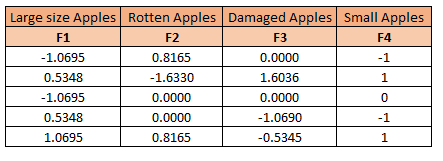 Large size Apples Rotten Apples Damaged Apples Small Apples
F1 F2 F3 F4
-1.0695 0.8165 0.0000 -1
0.5348 -1.6330 1.6036 1
-1.0695 0.0000 0.0000 0
0.5348 0.0000 -1.0690 -1
1.0695 0.8165 -0.5345 1